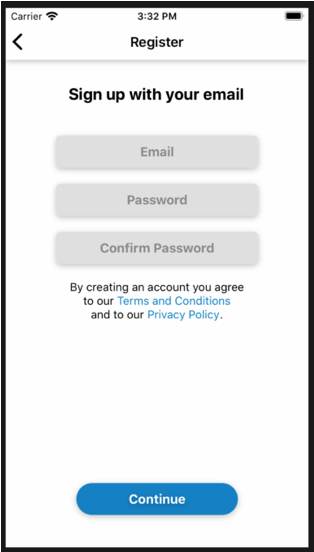 Carrier 3:32 PM
Register
Sign up with your email
Email
Password
Confirm Password
By creating an account you agree
to our Terms and Conditions
and to our Privacy Policy.
Continue